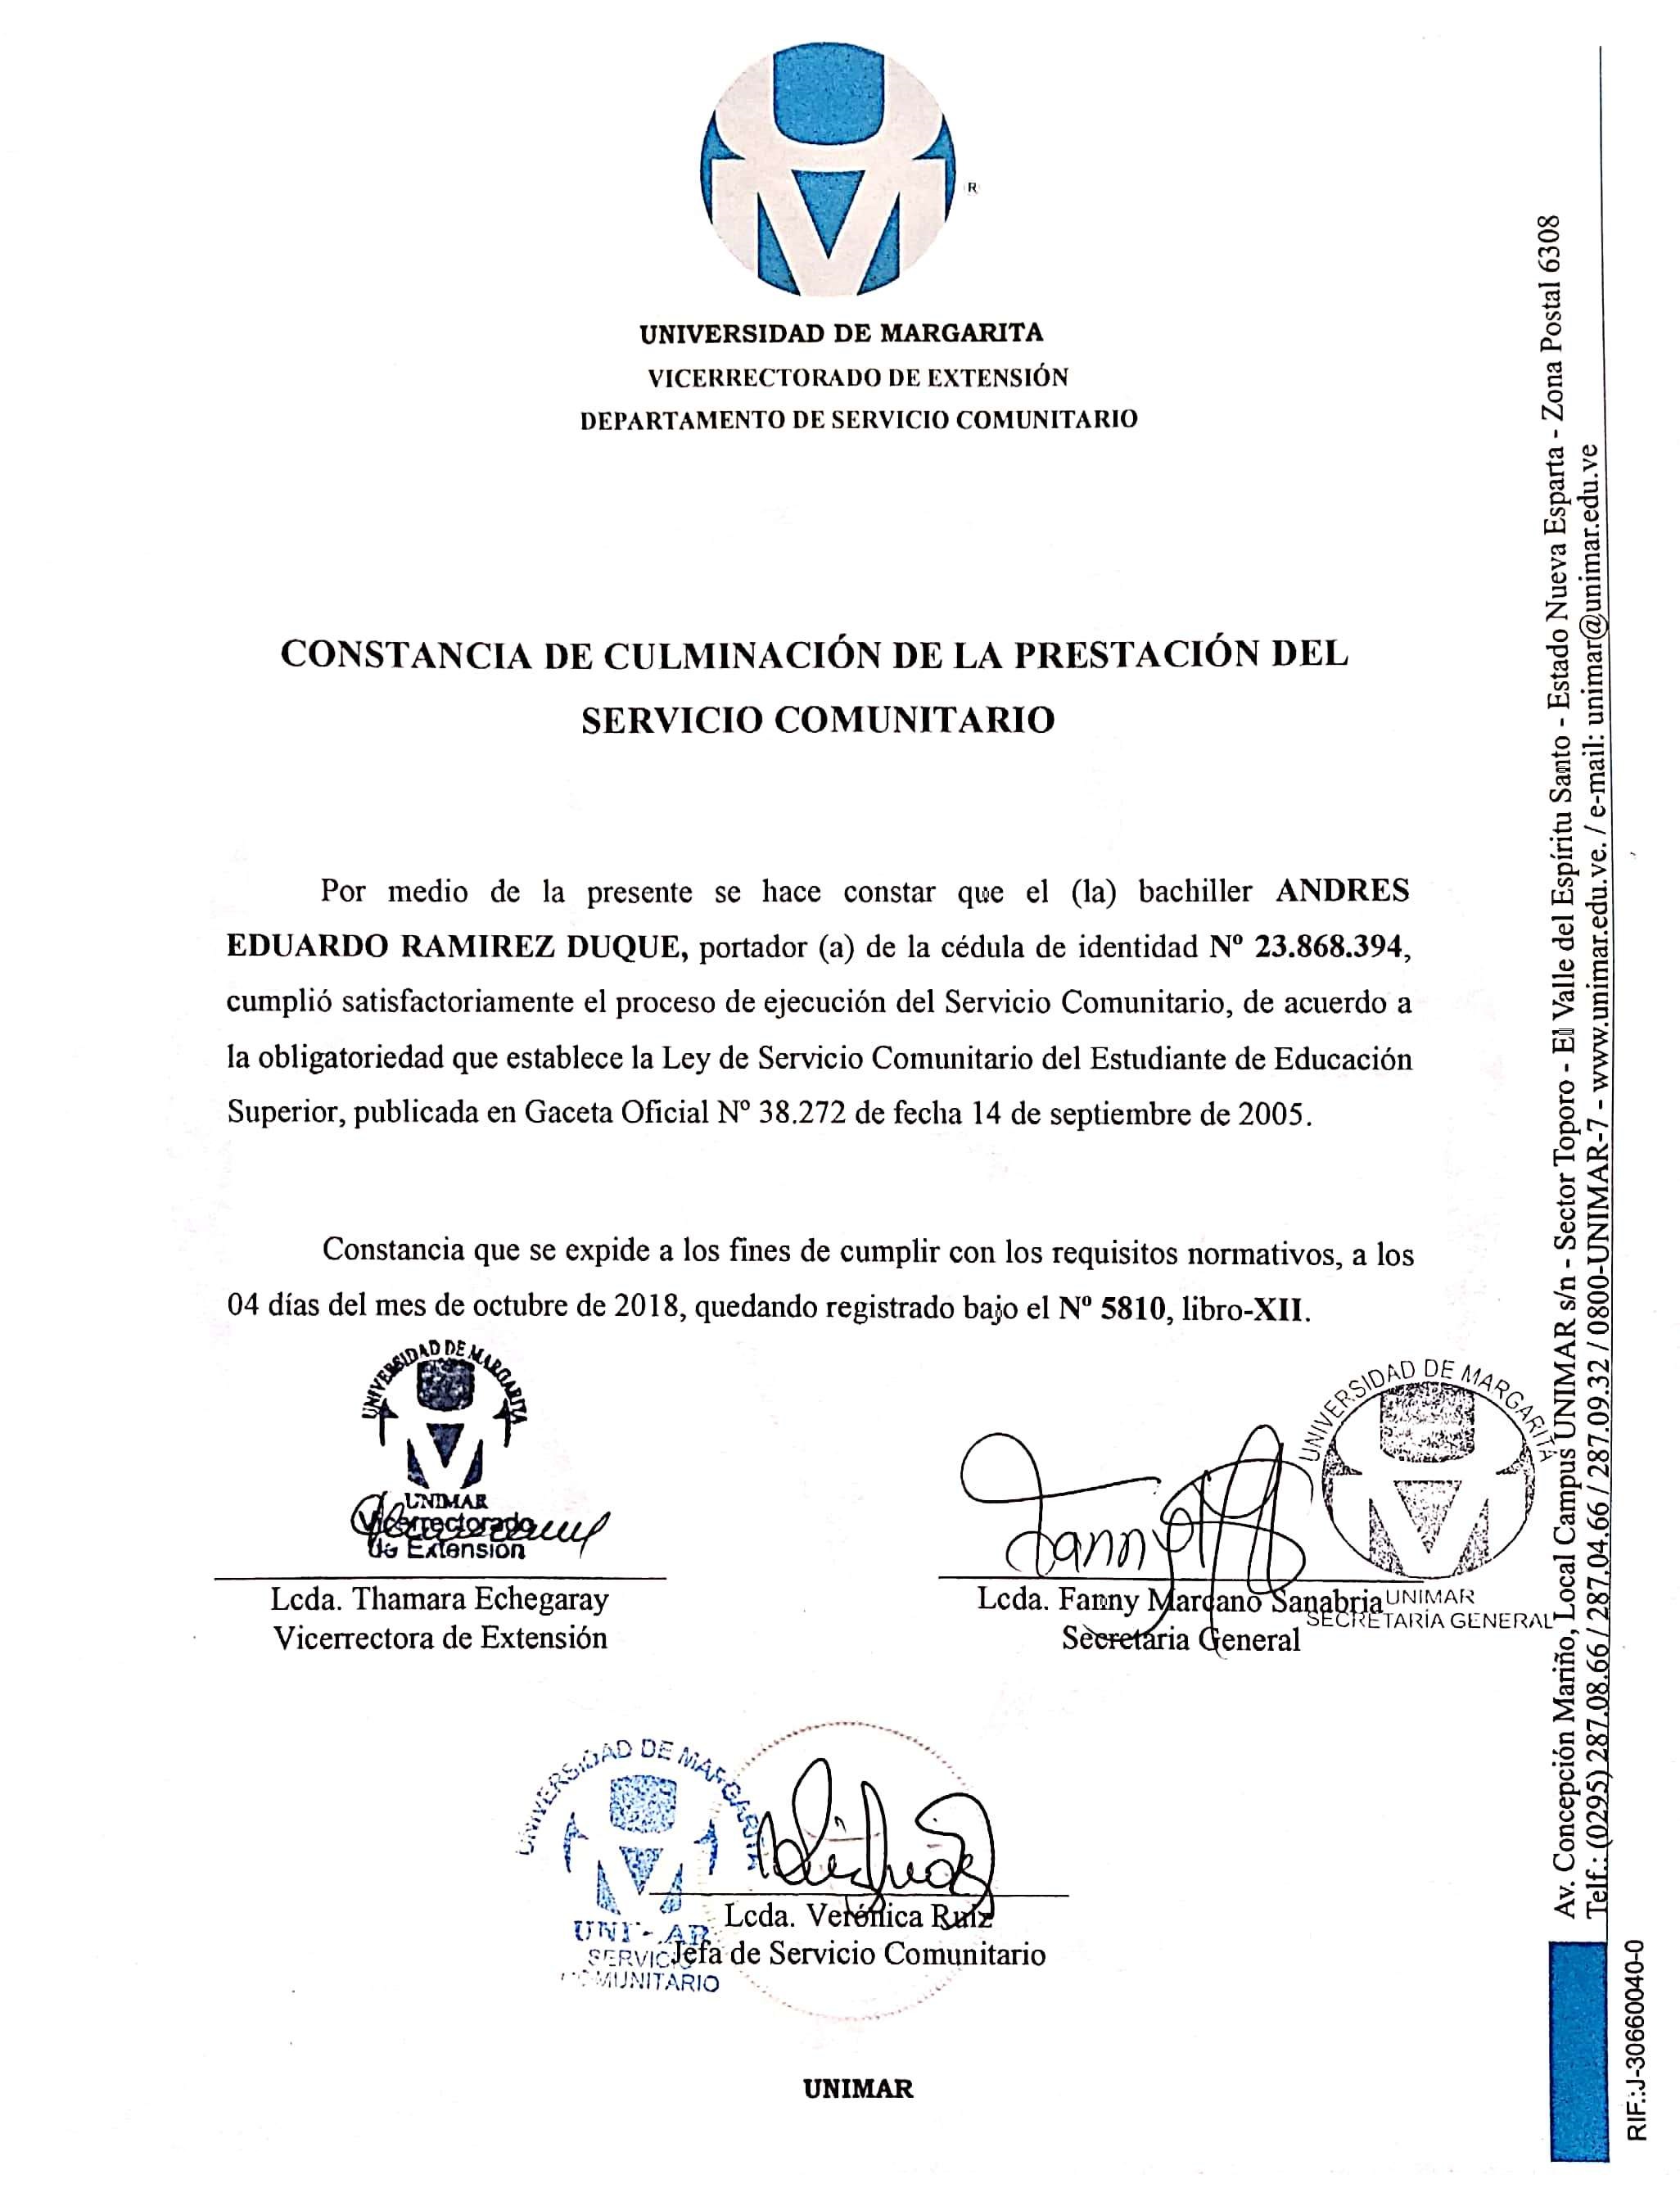 R
UNIVERSIDAD DE MARGARITA
VICERRECTORADO DE EXTENSIÓN
DEPARTAMENTO DE SERVICIO COMUNITARIO
CONSTANCIA DE CULMINACIÓN DE LA PRESTACIÓN DEL
SERVICIO COMUNITARIO
Por medio de la presente se hace constar que el (la) bachiller ANDRES
EDUARDO RAMIREZ DUQUE, portador (a) de la cédula de identidad Nº 23.868.394,
cumplió satisfactoriamente el proceso de ejecución del Servicio Comunitario, de acuerdo a
la obligatoriedad que establece la Ley de Servicio Comunitario del Estudiante de Educación
Superior, publicada en Gaceta Oficial Nº 38.272 de fecha 14 de septiembre de 2005.
Constancia que se expide a los fines de cumplir con los requisitos normativos, a los
04 días del mes de octubre de 2018, quedando registrado bajo el Nº 5810, libro-XII.
UNIVERSIDAD DE MARGARITA
UNIMAR
Vicerrectorado
de Extensión
Lcda. Thamara Echegaray
Vicerrectora de Extensión
UNIVERSIDAD DE MARGARITA
UNIMAR
SECRETARÍA GENERAL
Fanny
Lcda. Fanny Marcano Sanabria
Secretaria General
UNIVERSIDAD DE MARGARITA
SERVICIO
COMUNITARIO
Lcda. Verónica Ruiz
Jefa de Servicio Comunitario
UNIMAR
Av. Concepción Mariño, Local Campus UNIMAR s/n - Sector Toporo - El Valle del Espíritu Santo - Estado Nueva Esparta - Zona Postal 6308
Telf.: (0295) 287.08.66 / 287.04.66 / 287.09.32 / 0800-UNIMAR-7 - www.unimar.edu.ve. / e-mail: unimar@unimar.edu.ve
RIF.:J-30660040-0